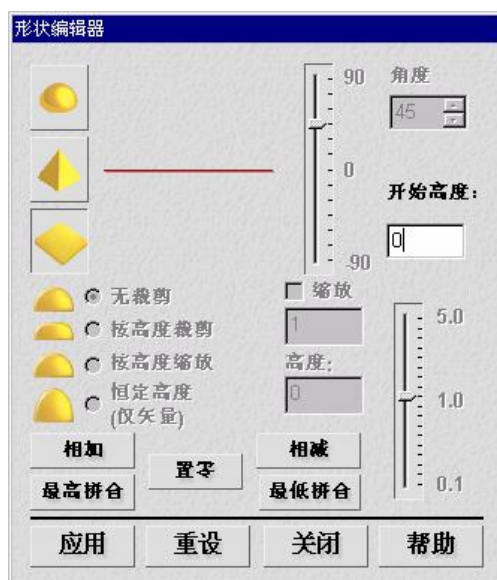 形状编辑器
90
角度
45
0
开始高度:
0
-90
无裁剪
缩放
按高度裁剪
1
5.0
按高度缩放
高度:
恒定高度
(仅矢量)
0
1.0
相加
置零
相减
最高拼合
最低拼合
0.1
应用
重设
关闭
帮助